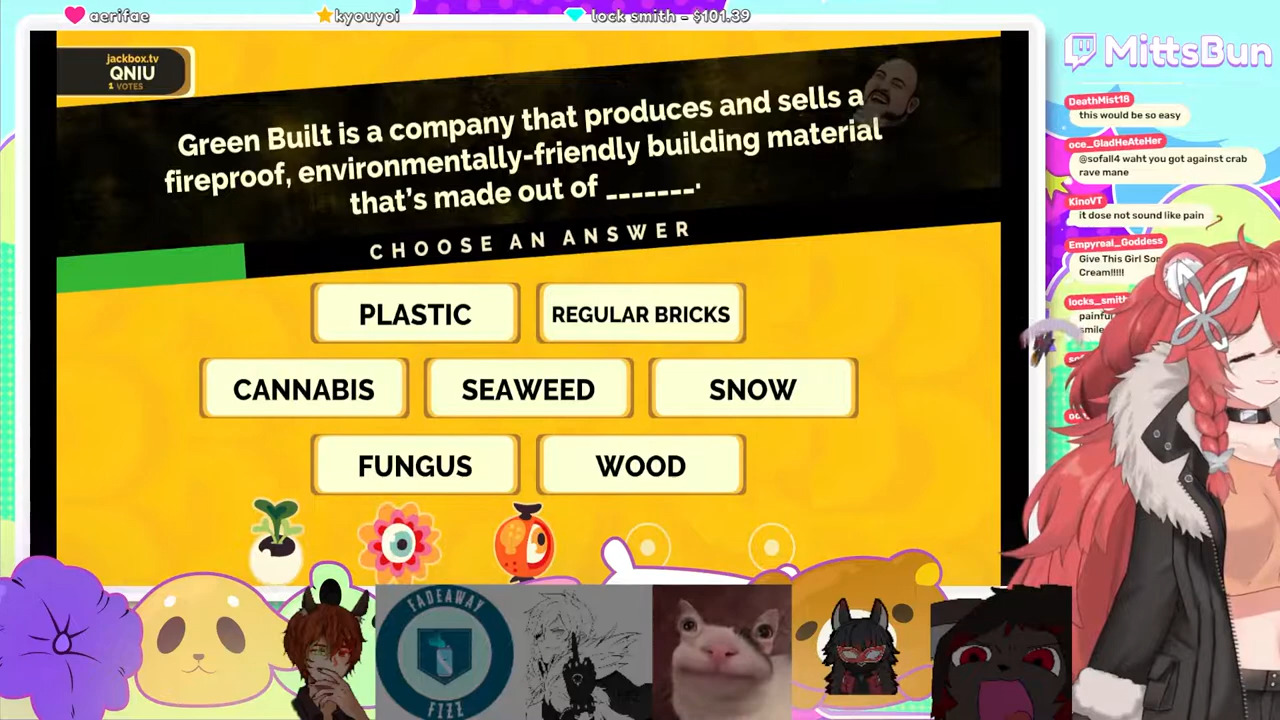 aerifae
kyouyoi
lock smith - $101.39
jackbox.tv
QNIU
1 VOTES
Green Built is a company that produces and sells a
fireproof, environmentally-friendly building material
that's made out of _______.
CHOOSE AN ANSWER
PLASTIC
REGULAR BRICKS
CANNABIS
SEAWEED
SNOW
FUNGUS
WOOD
MittsBun
DeathMist18
this would be so easy
oce_GladHeAteHer
@sofall4 waht you got against crab
rave mane
KinoVT
it dose not sound like pain
Empyreal_Goddess
Give This Girl
Cream!!!!!
FADEAWAY
FIZZ